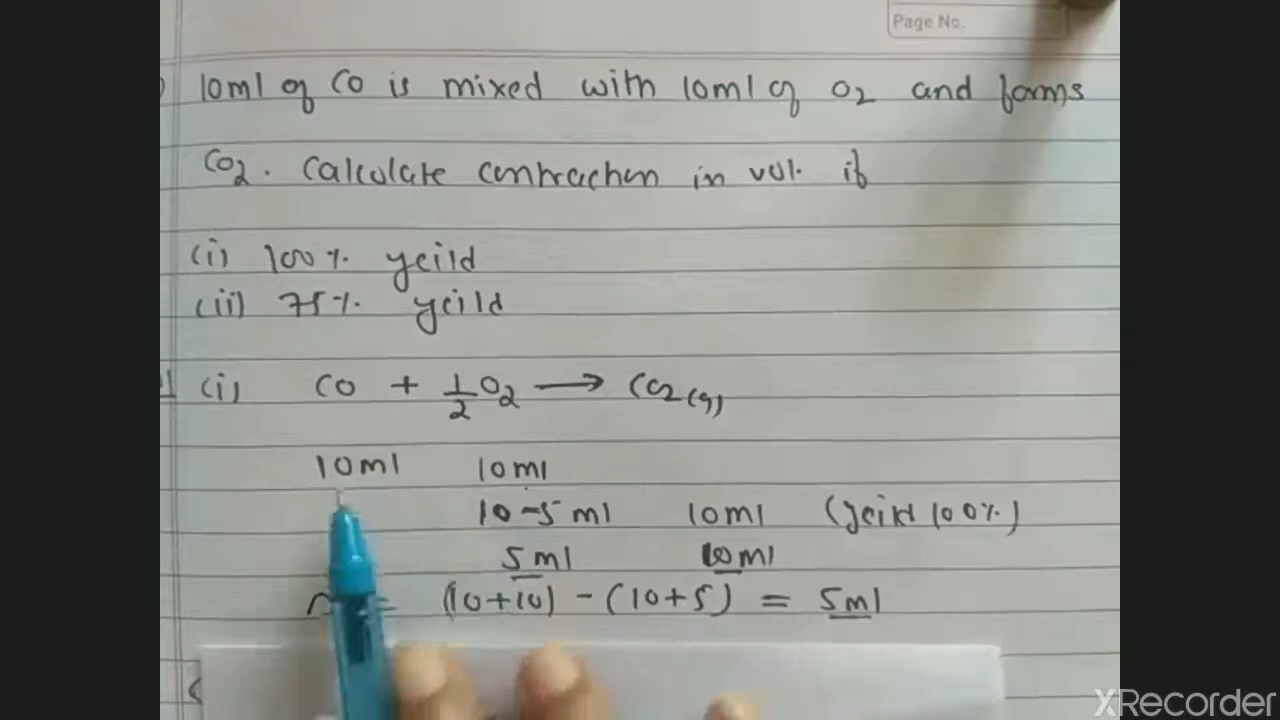 Page No.
10ml of CO is mixed with 10ml of O2 and forms
CO2. Calculate contraction in vol. if
(i) 100% yeild
(ii) 75% yeild
(i) CO + 1/2 O2 → CO2(g)
10ml 10ml
10-5 ml 10ml (yeild 100%)
5ml 10ml
= (10+10) - (10+5) = 5ml
XRecorder